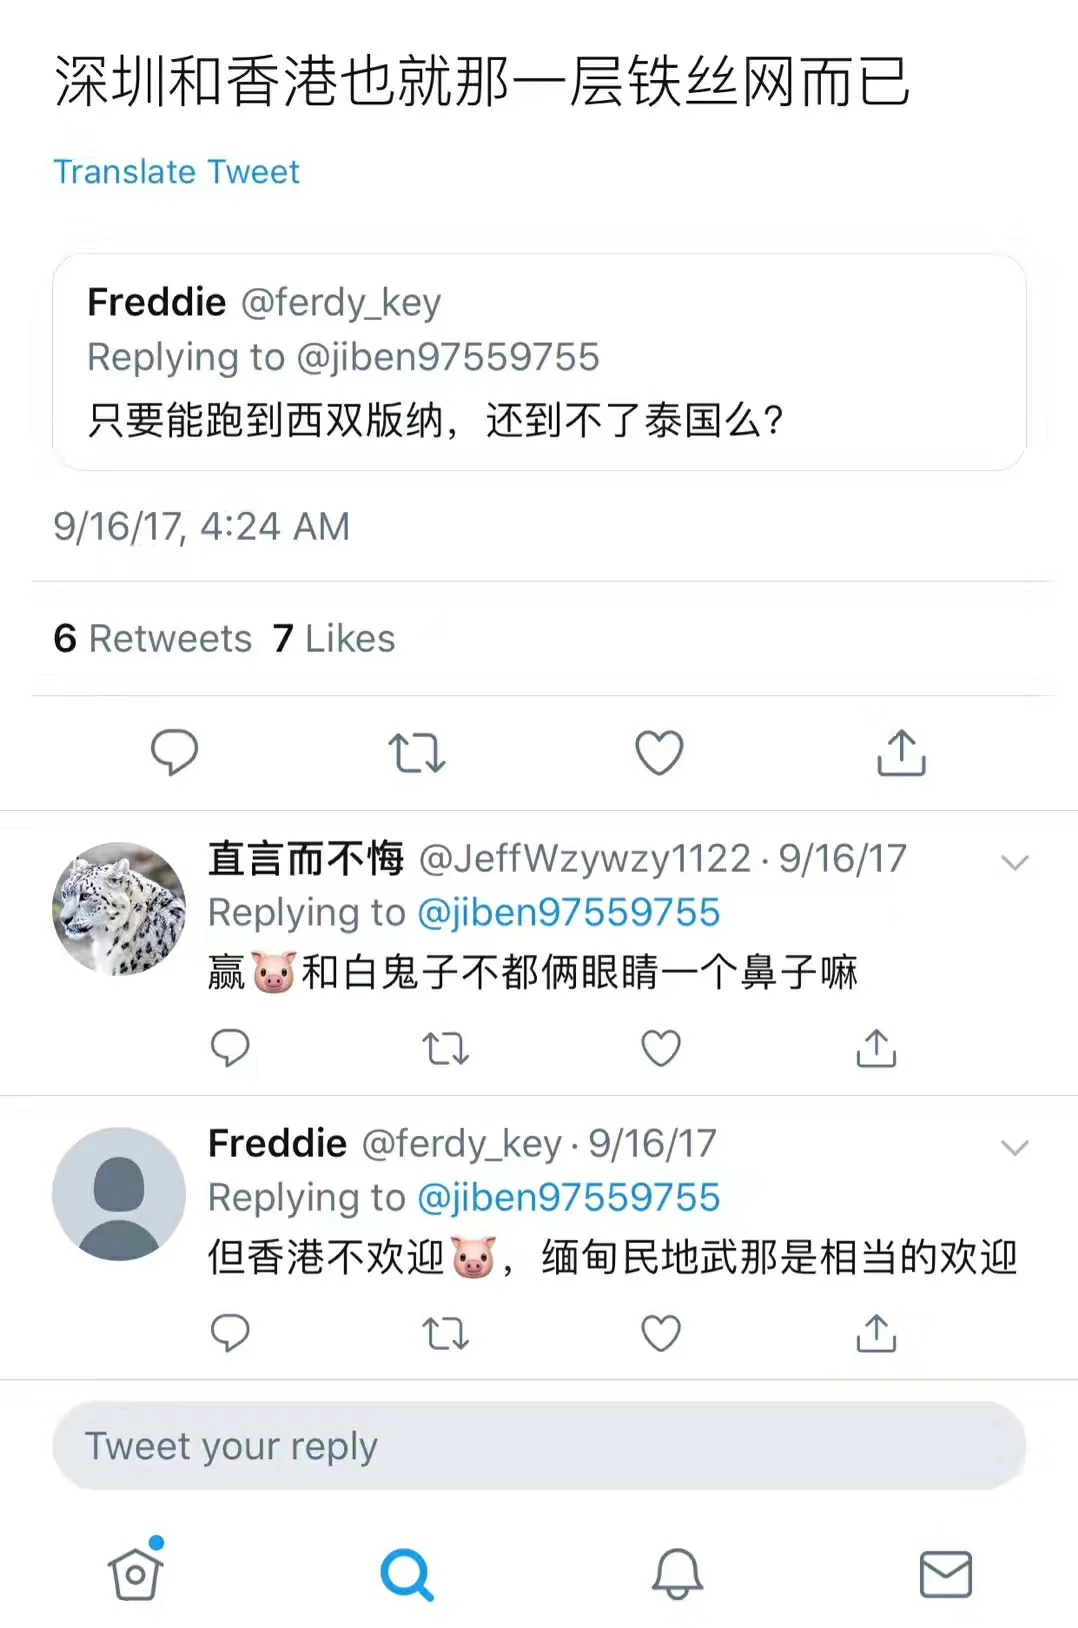 深圳和香港也就那一层铁丝网而已
Translate Tweet
Freddie @ferdy_key
Replying to @jiben97559755
只要能跑到西双版纳，还到不了泰国么？
9/16/17, 4:24 AM
6 Retweets 7 Likes
直言而不悔 @JeffWzywzy1122 · 9/16/17
Replying to @jiben97559755
赢🐷和白鬼子不都俩眼睛一个鼻子嘛
Freddie @ferdy_key · 9/16/17
Replying to @jiben97559755
但香港不欢迎🐷，缅甸民地武那是相当的欢迎
Tweet your reply